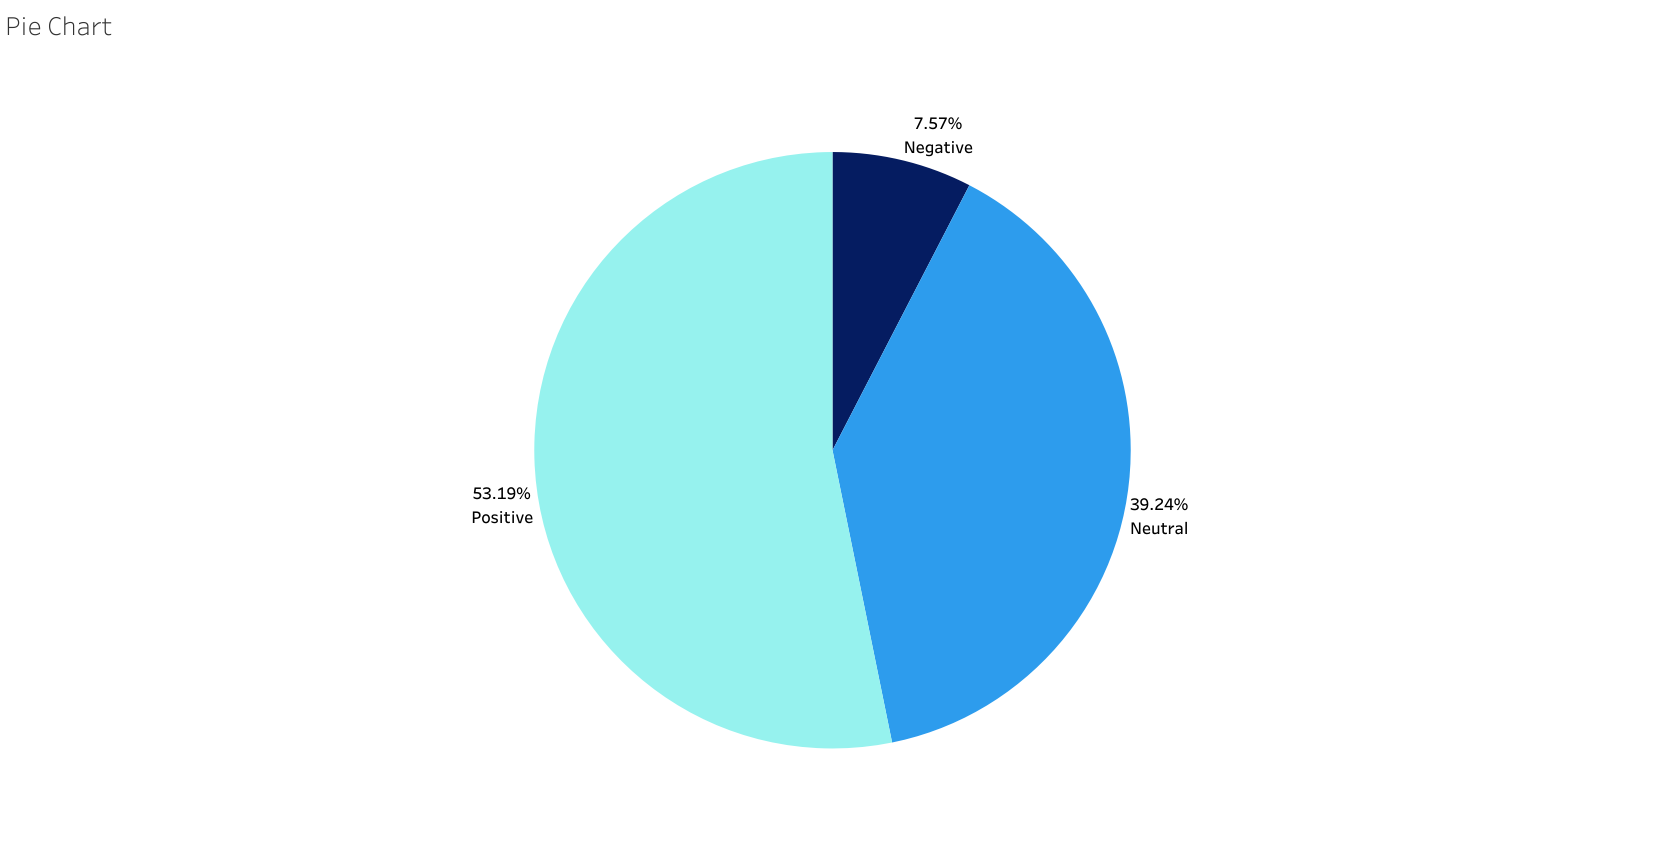 Pie Chart
7.57%
Negative
53.19%
Positive
39.24%
Neutral